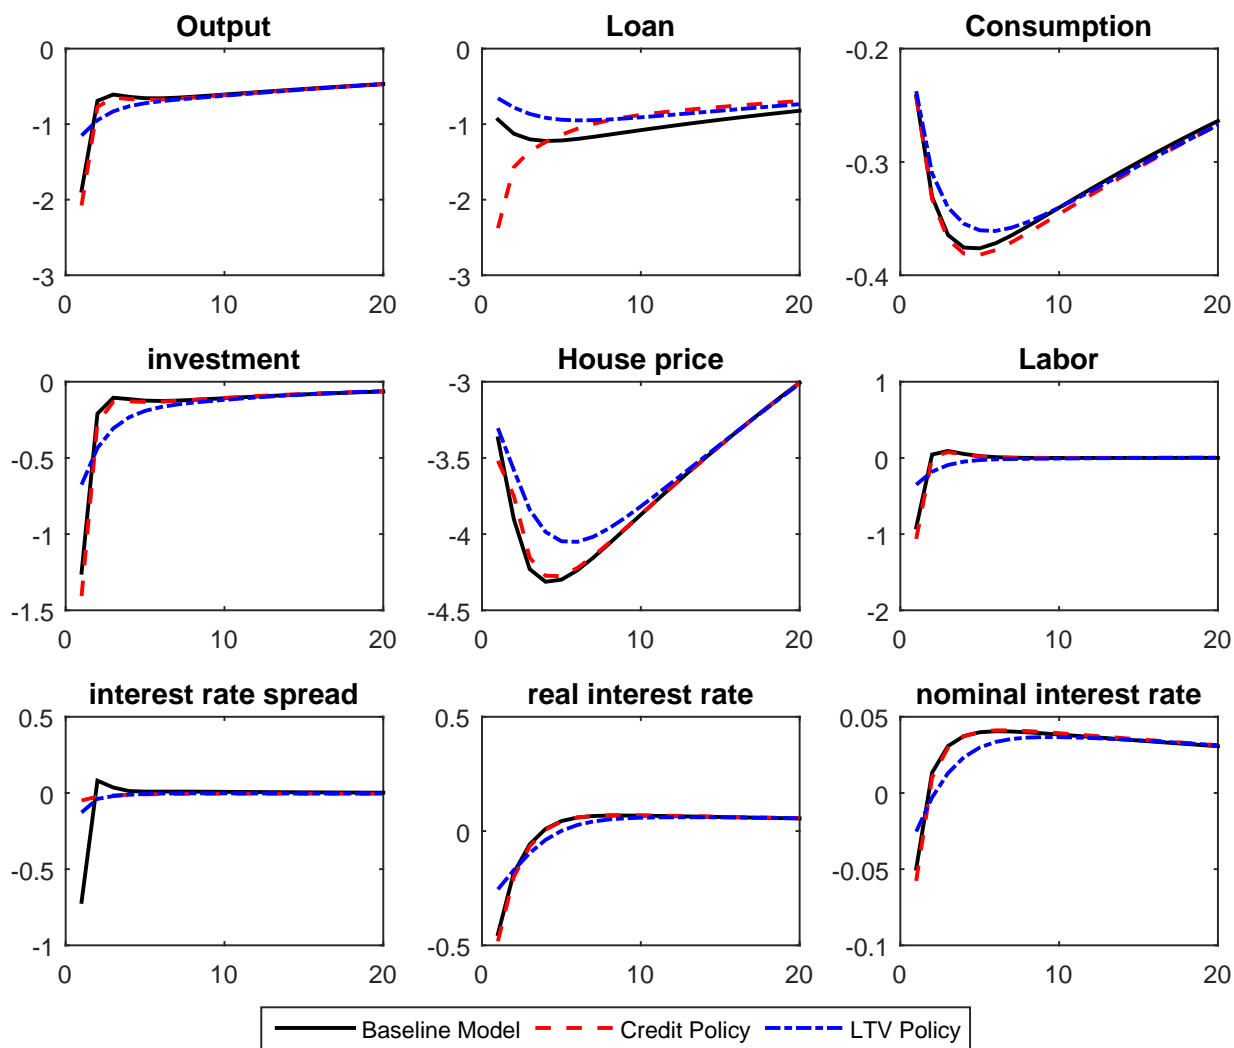 Output Loan Consumption
0 0 -0.2
-1 -1 -0.3
-2 -2
-3 -3 -0.4
0 10 20 0 10 20 0 10 20
investment House price Labor
0 -3 1
-0.5 -3.5 0
-1 -4 -1
-1.5 -4.5 -2
0 10 20 0 10 20 0 10 20
interest rate spread real interest rate nominal interest rate
0.5 0.5 0.05
0 0 0
-0.5 -0.05
-1 -0.5 -0.1
0 10 20 0 10 20 0 10 20
Baseline Model Credit Policy LTV Policy